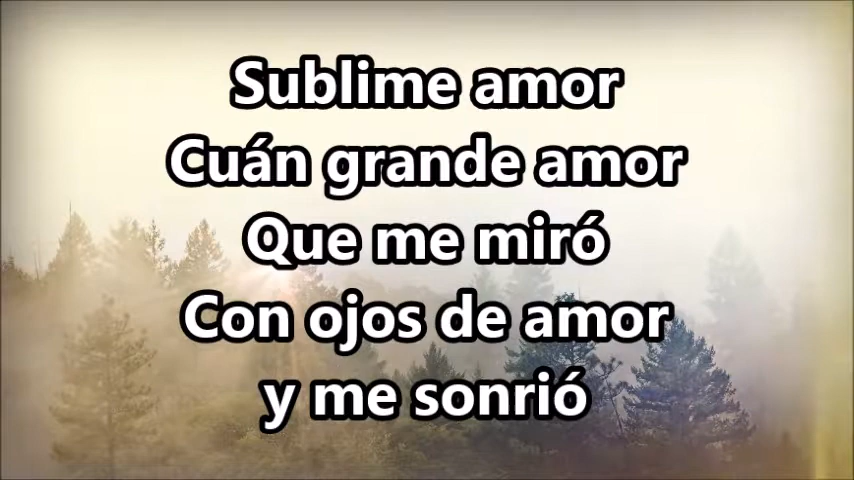 Sublime amor
Cuán grande amor
Que me miró
Con ojos de amor
y me sonrió